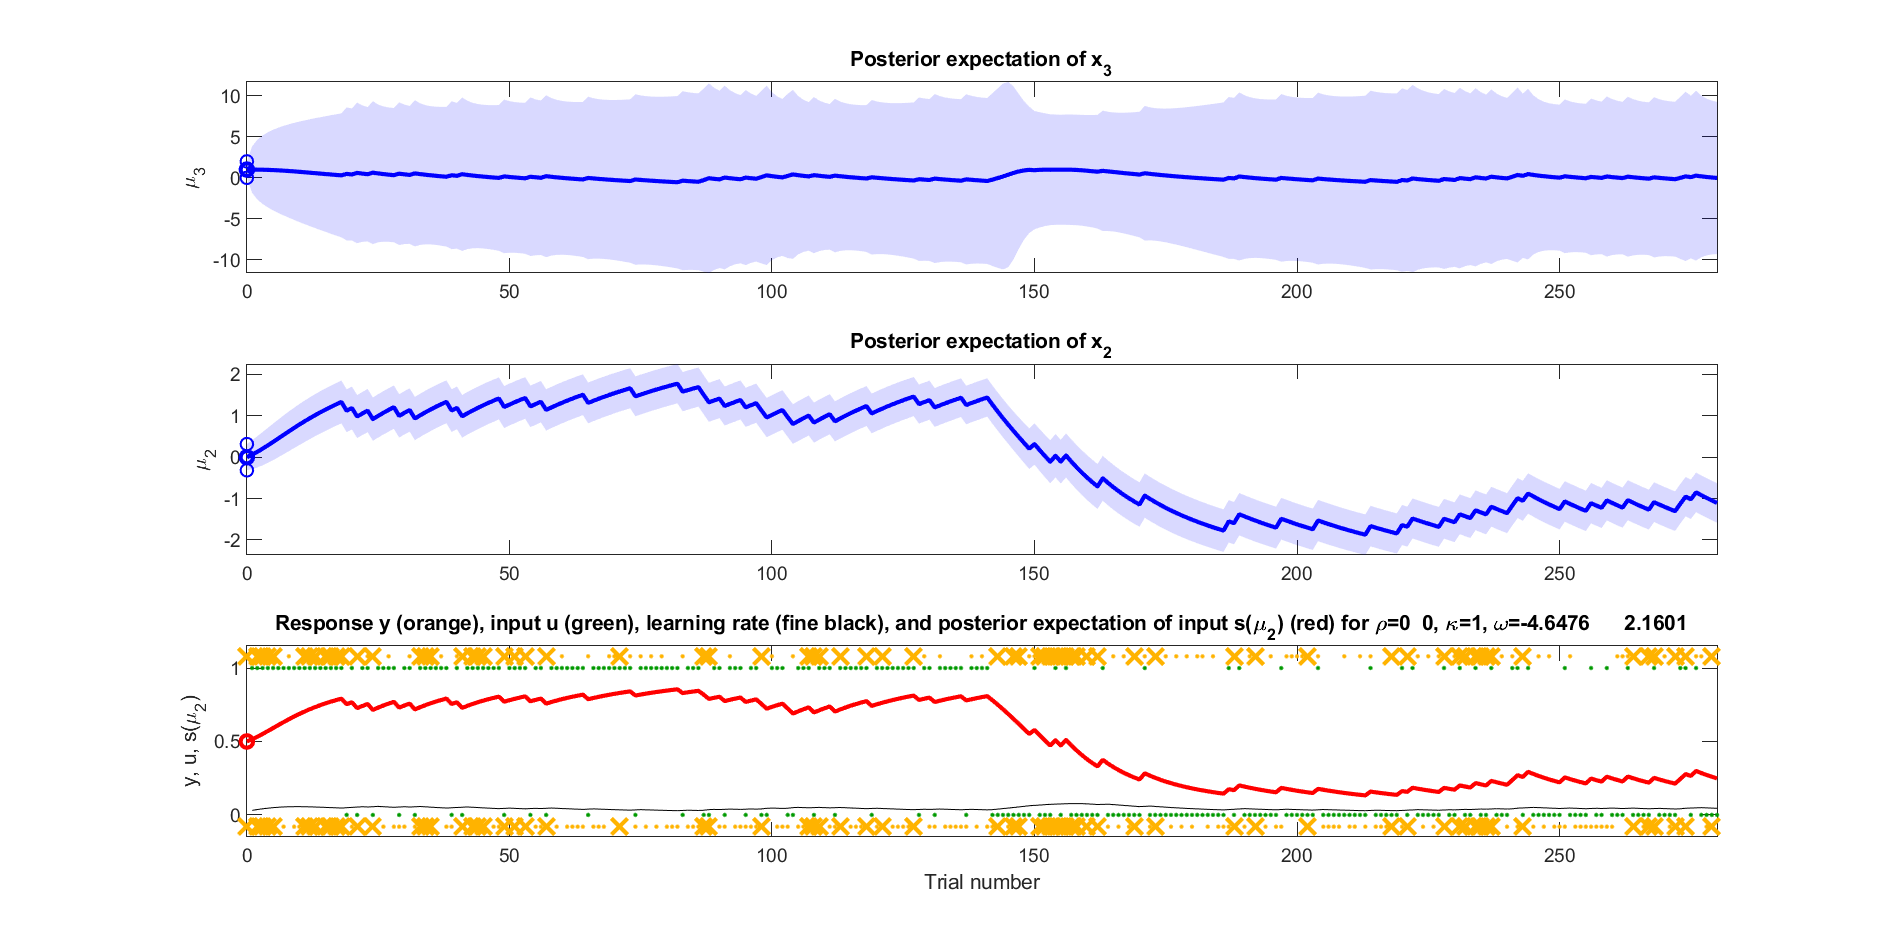 Posterior expectation of x3
10
5
0
-5
-10
μ3
0 50 100 150 200 250
Posterior expectation of x2
2
1
0
-1
-2
μ2
0 50 100 150 200 250
Response y (orange), input u (green), learning rate (fine black), and posterior expectation of input s(μ2) (red) for ρ=0 0, κ=1, ω=-4.6476 2.1601
1
0.5
0
y, u, s(μ2)
0 50 100 150 200 250
Trial number